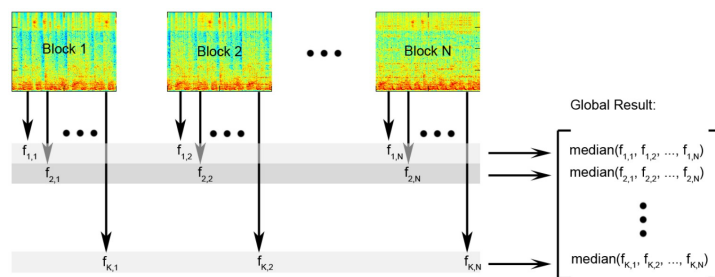 Block 1
Block 2
Block N
Global Result:
f1,1
f1,2
f1,N
median(f1,1, f1,2, ..., f1,N)
f2,1
f2,2
f2,N
median(f2,1, f2,2, ..., f2,N)
fK,1
fK,2
fK,N
median(fK,1, fK,2, ..., fK,N)